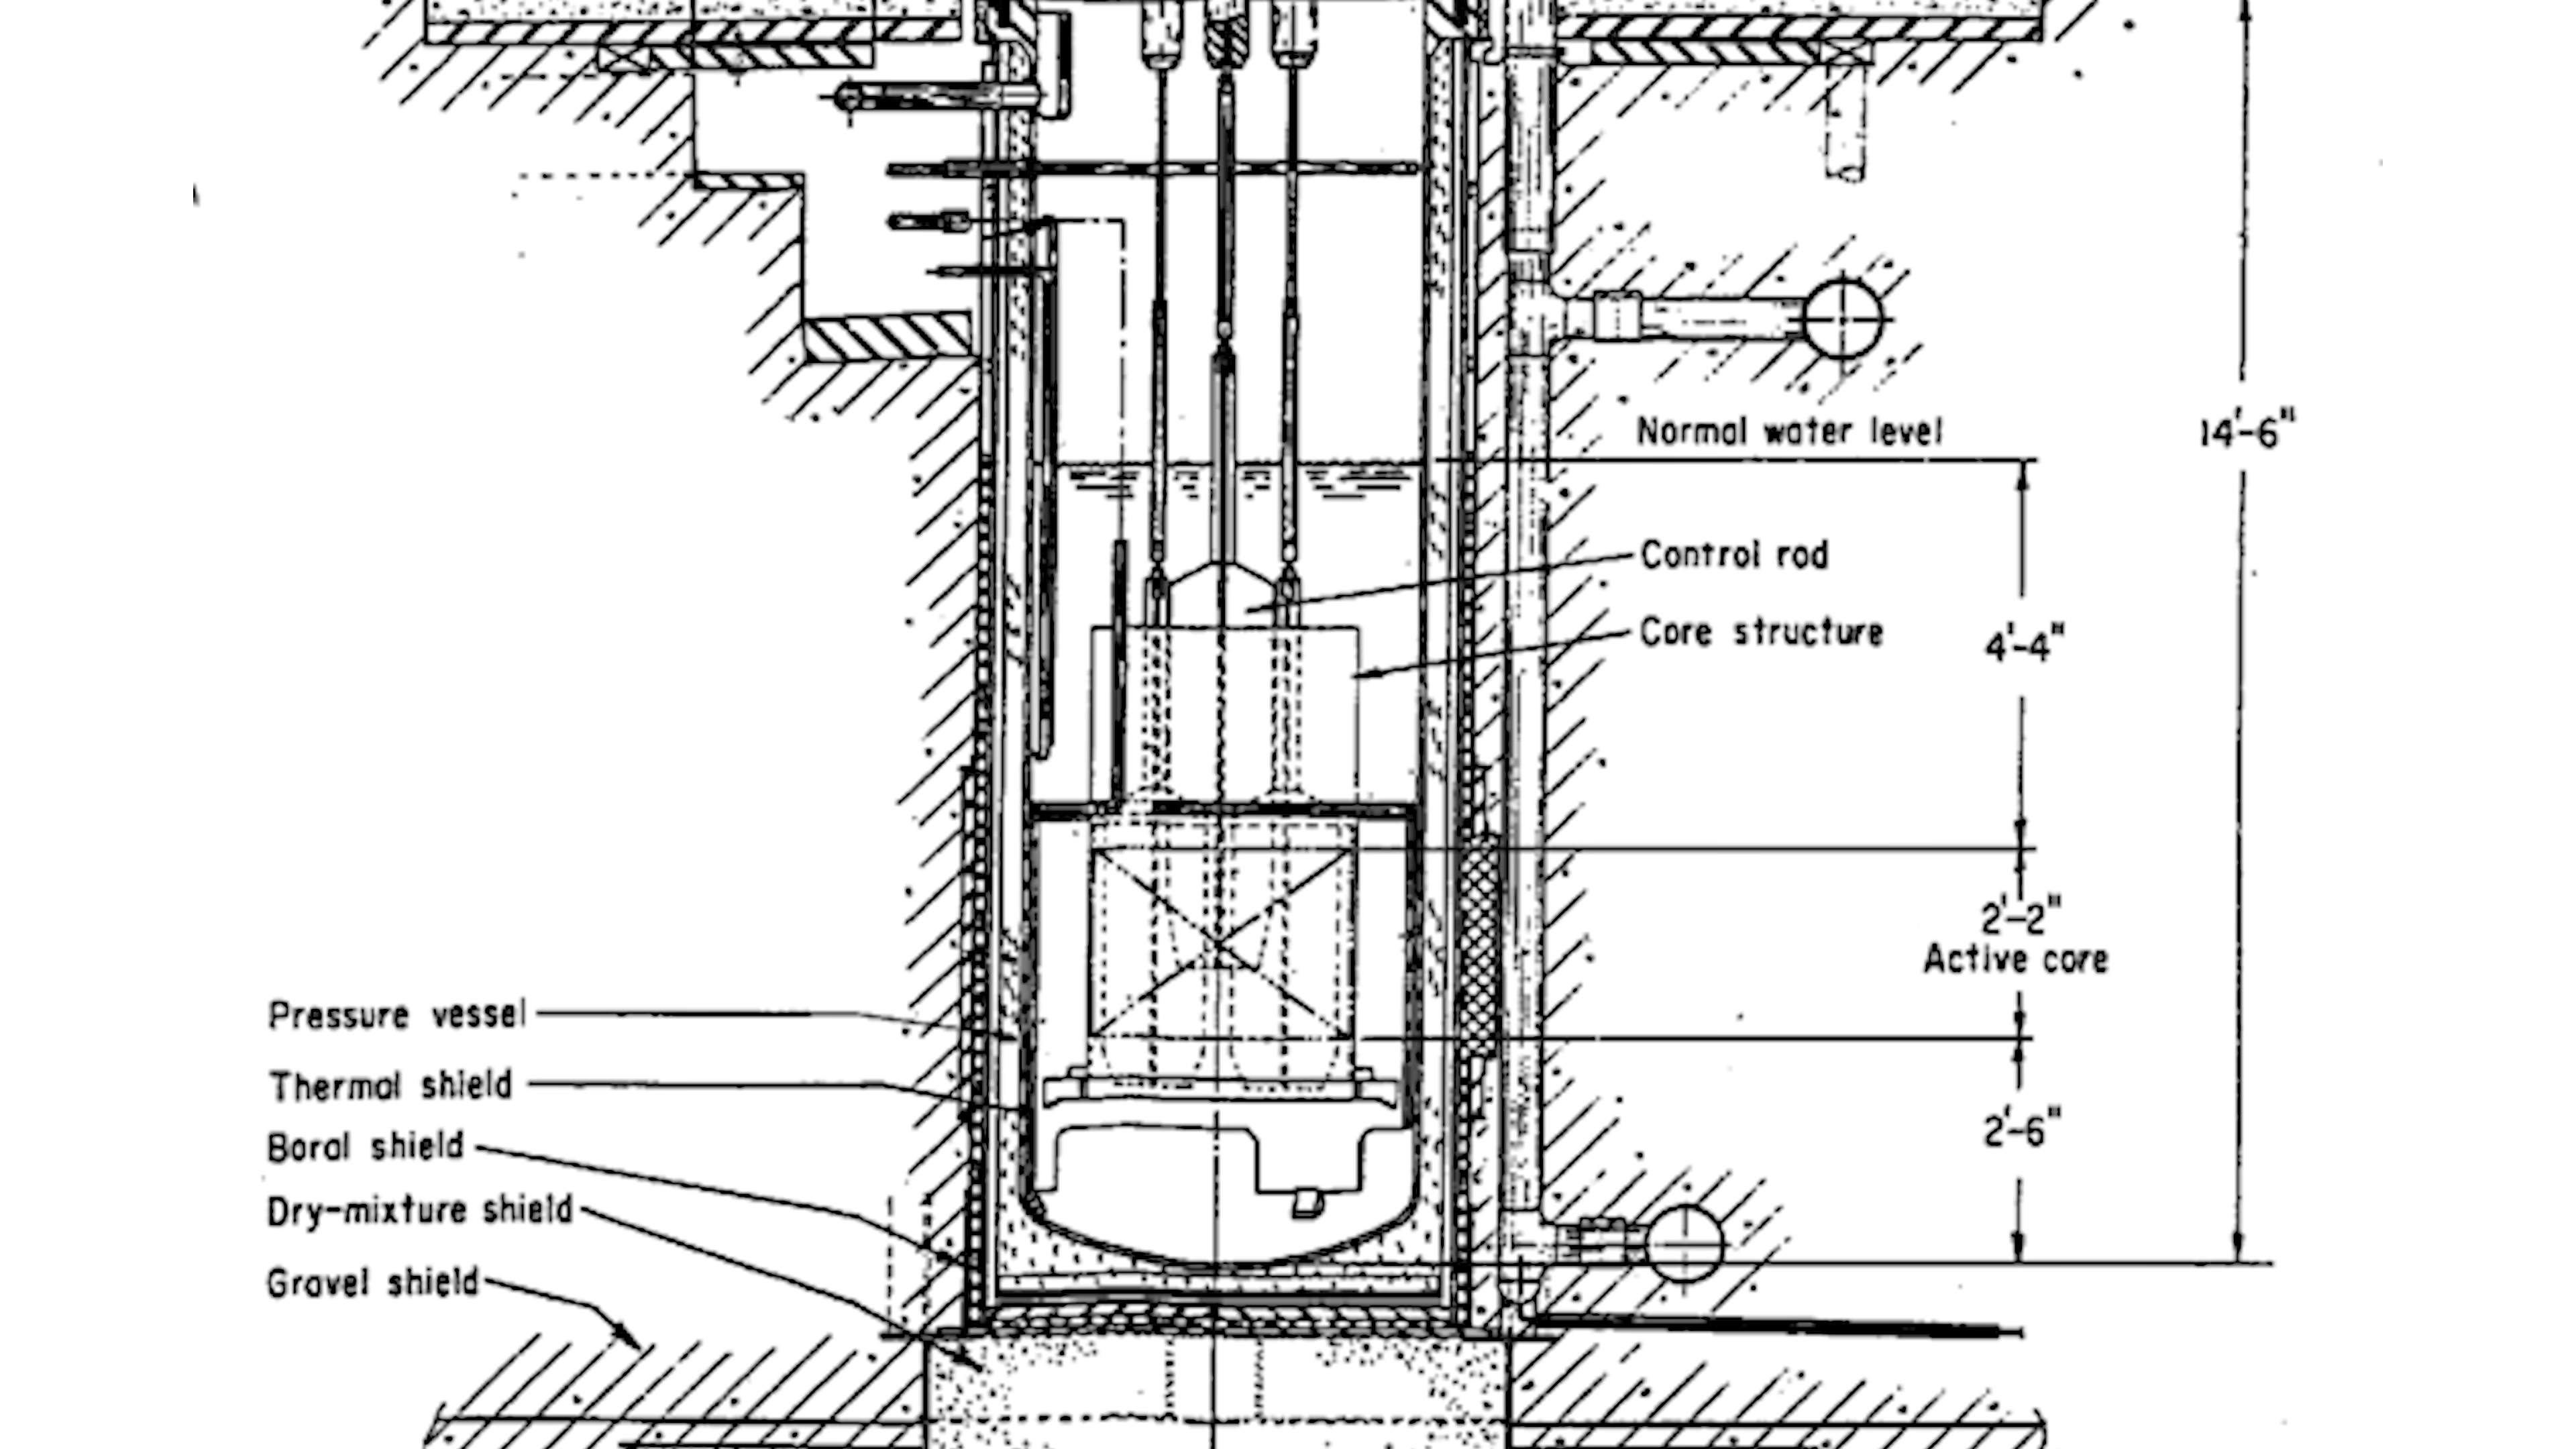 Normal water level
14'-6"
Control rod
Core structure
4'-4"
2'-2"
Active core
Pressure vessel
Thermal shield
2'-6"
Boral shield
Dry-mixture shield
Gravel shield